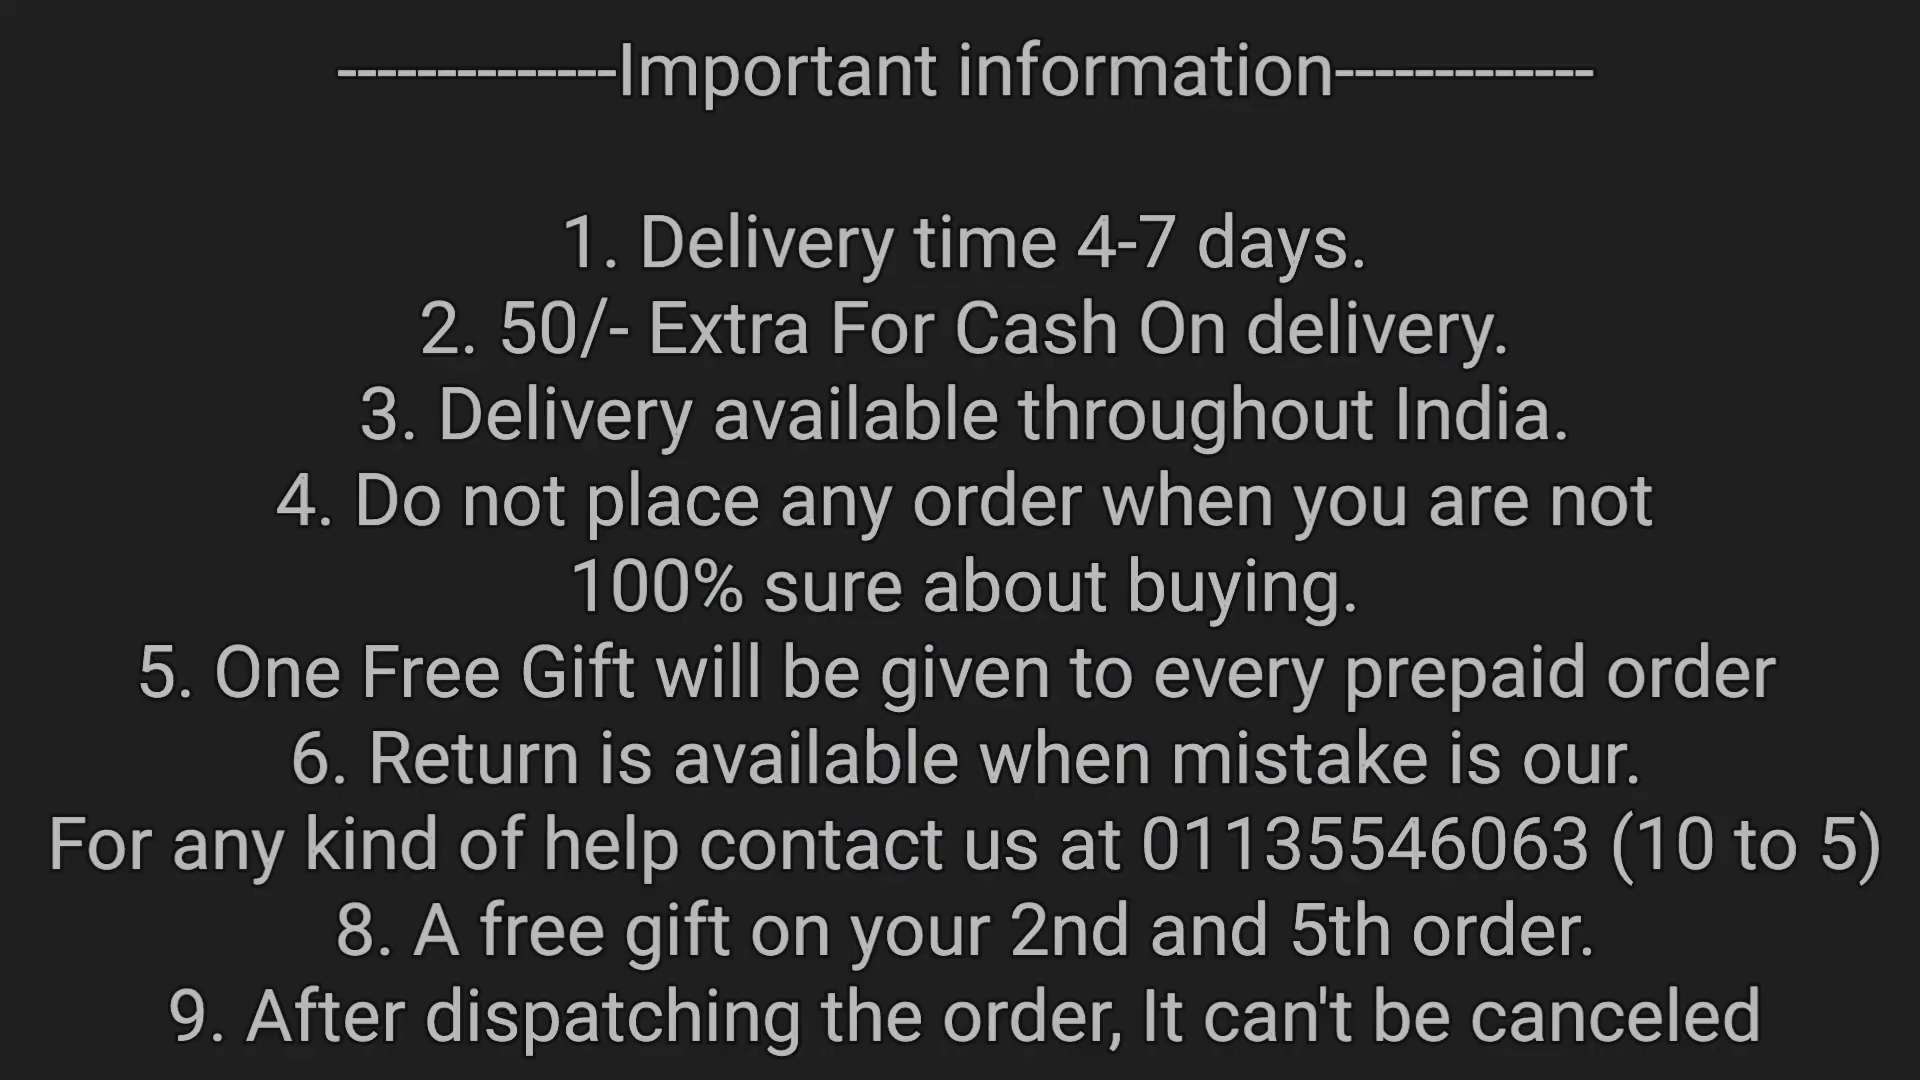 --------------Important information-------------
1. Delivery time 4-7 days.
2. 50/- Extra For Cash On delivery.
3. Delivery available throughout India.
4. Do not place any order when you are not
100% sure about buying.
5. One Free Gift will be given to every prepaid order
6. Return is available when mistake is our.
For any kind of help contact us at 01135546063 (10 to 5)
8. A free gift on your 2nd and 5th order.
9. After dispatching the order, It can't be canceled